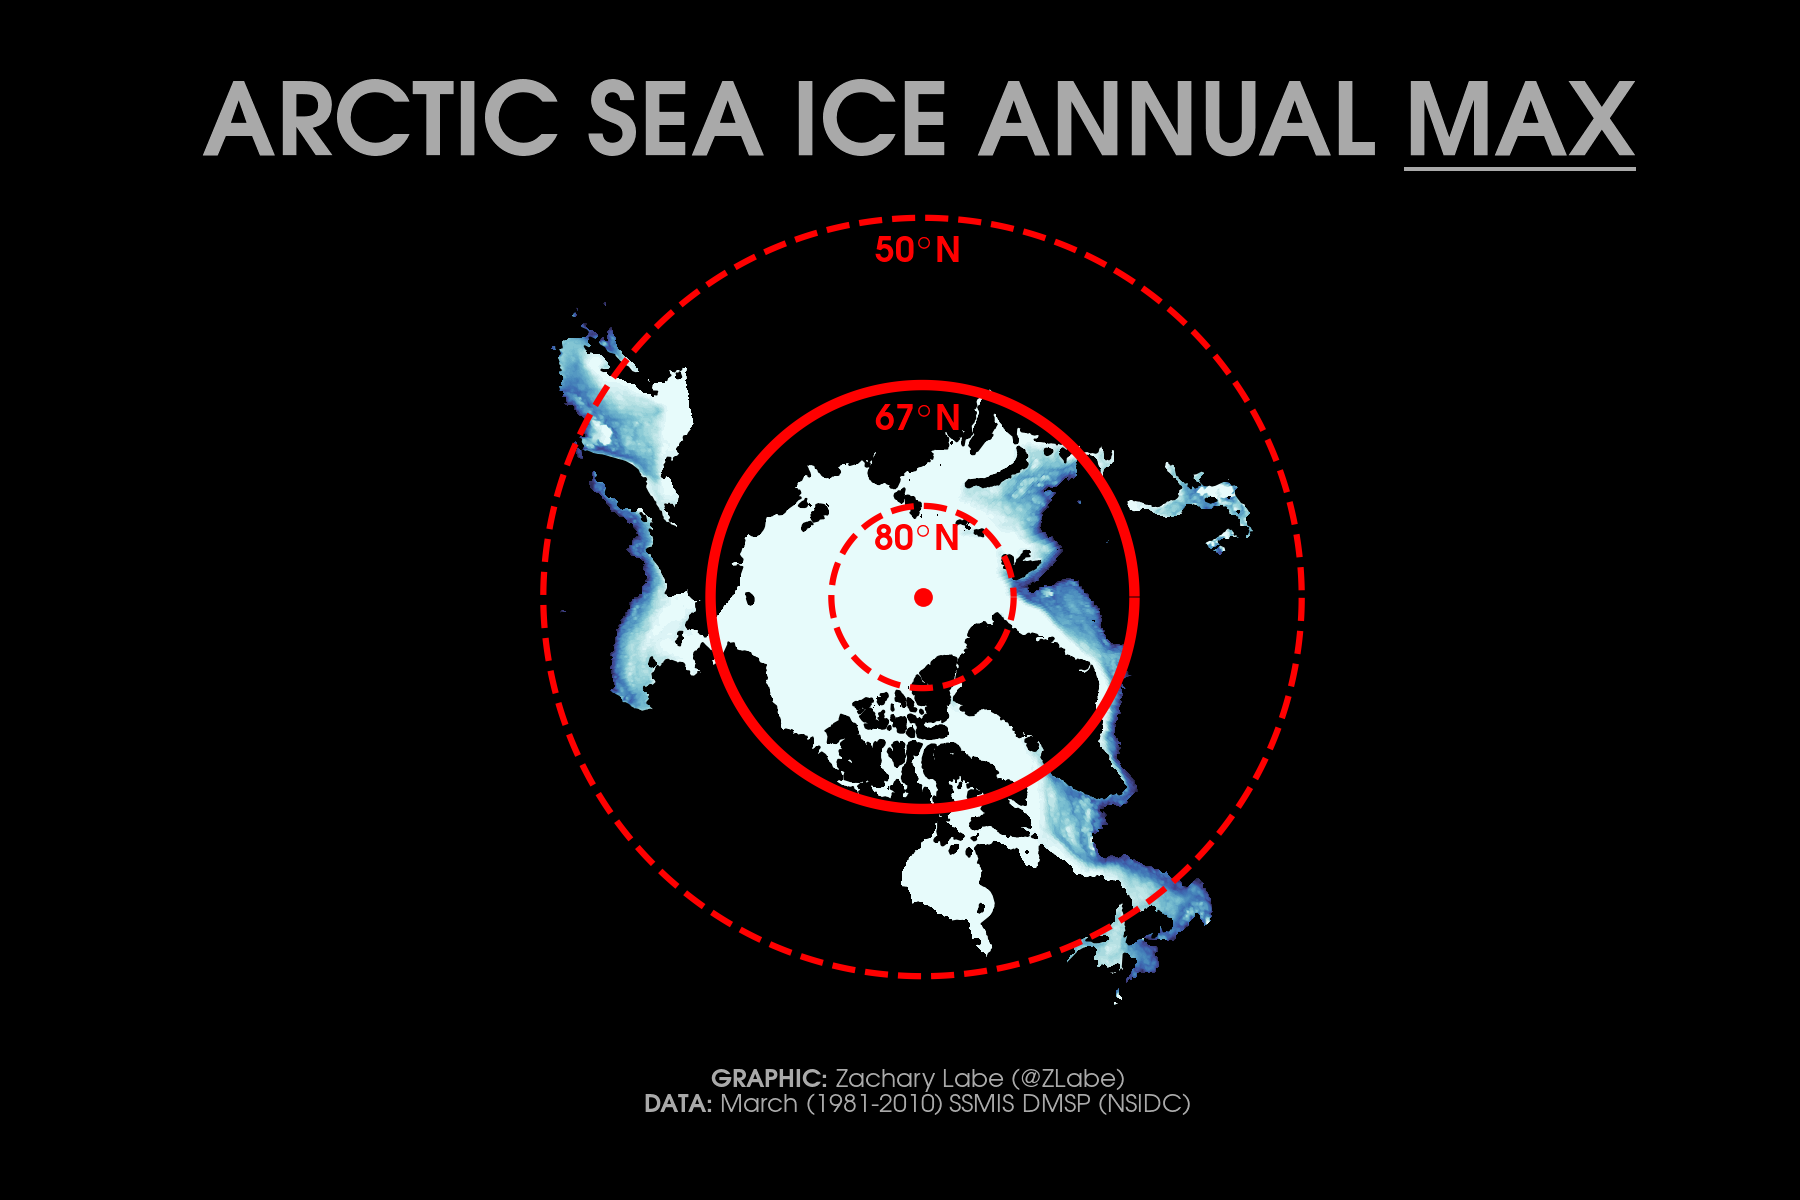 ARCTIC SEA ICE ANNUAL MAX
50°N
67°N
80°N
GRAPHIC: Zachary Labe (@ZLabe)
DATA: March (1981-2010) SSMIS DMSP (NSIDC)